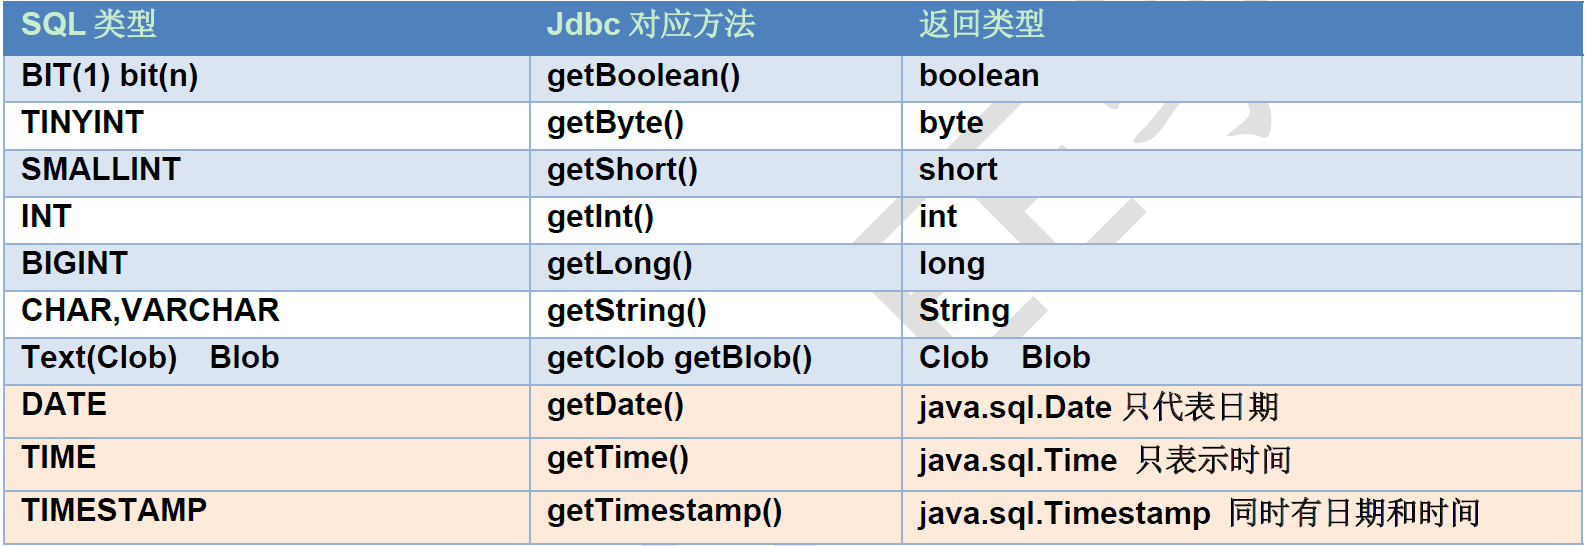 SQL 类型 Jdbc 对应方法 返回类型
BIT(1) bit(n) getBoolean() boolean
TINYINT getByte() byte
SMALLINT getShort() short
INT getInt() int
BIGINT getLong() long
CHAR,VARCHAR getString() String
Text(Clob) Blob getClob getBlob() Clob Blob
DATE getDate() java.sql.Date 只代表日期
TIME getTime() java.sql.Time 只表示时间
TIMESTAMP getTimestamp() java.sql.Timestamp 同时有日期和时间